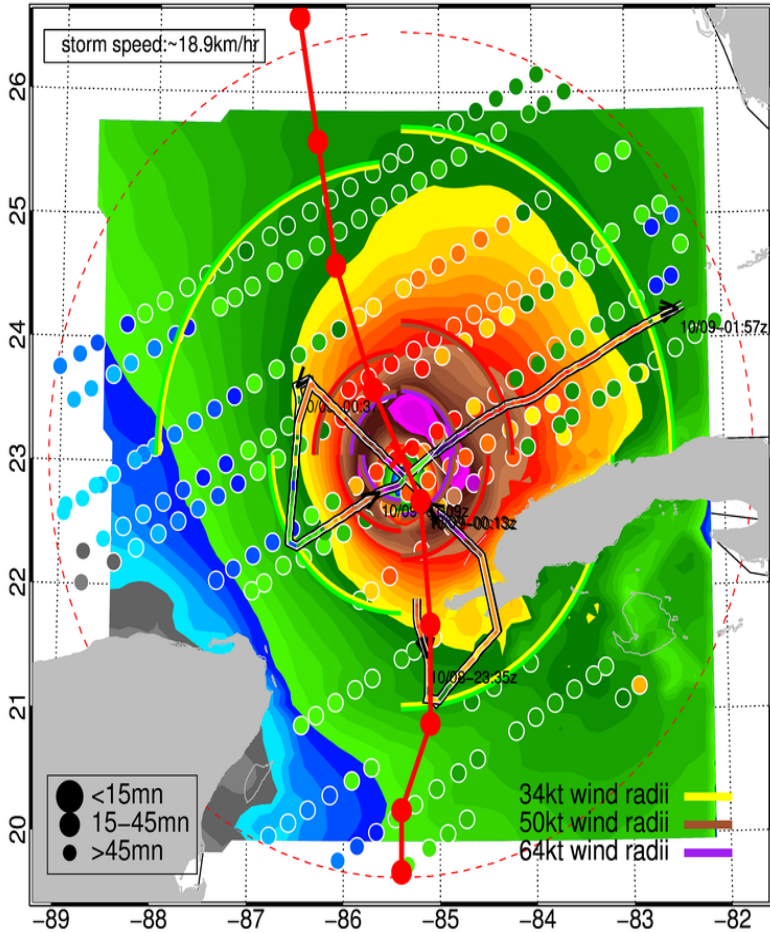 storm speed:~18.9km/hr
26
25
24
23
22
21
20
10/09-01:57z
10/09-00:13z
10/08-23:35z
<15mn
15-45mn
>45mn
34kt wind radii
50kt wind radii
64kt wind radii
-89
-88
-87
-86
-85
-84
-83
-82